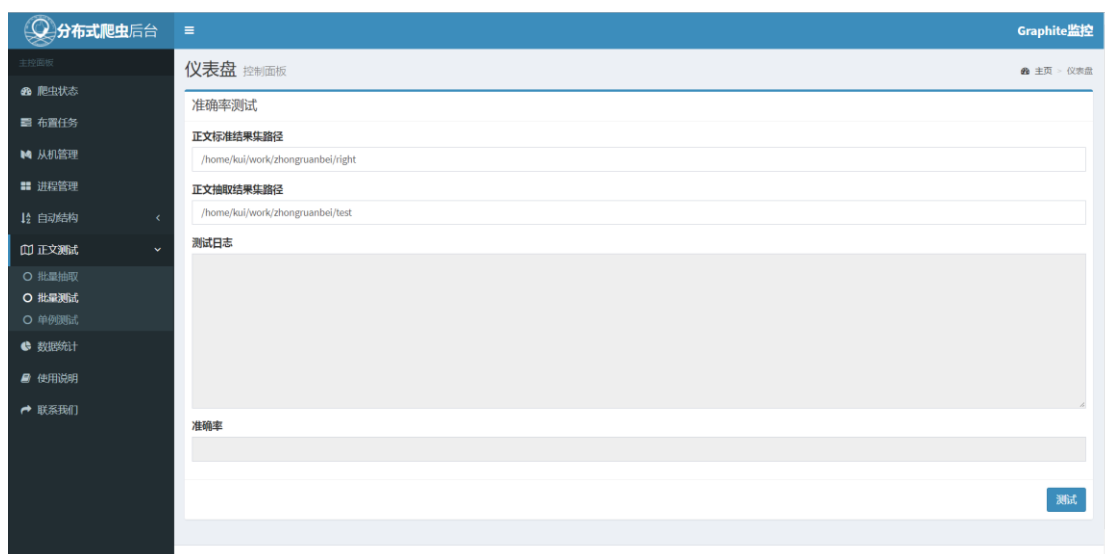 分布式爬虫后台
Graphite监控
主控面板
爬虫状态
布置任务
从机管理
进程管理
自动结构
正文测试
批量抽取
批量测试
单例测试
数据统计
使用说明
联系我们
仪表盘 控制面板
主页 > 仪表盘
准确率测试
正文标准结果集路径
/home/kui/work/zhongruanbei/right
正文抽取结果集路径
/home/kui/work/zhongruanbei/test
测试日志
准确率
测试